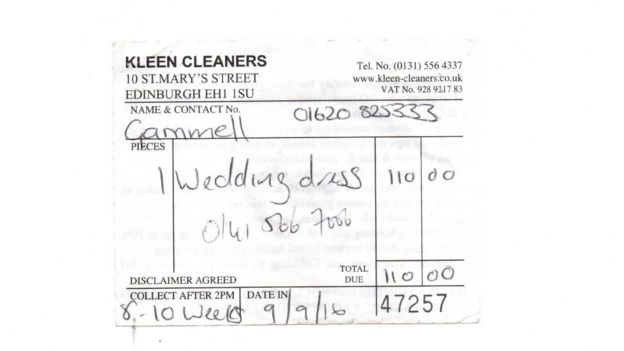 KLEEN CLEANERS
10 ST.MARY'S STREET
EDINBURGH EH1 1SU
Tel. No. (0131) 556 4337
www.kleen-cleaners.co.uk
VAT No. 928 9317 83
NAME & CONTACT No.
01620 825333
Gammell
PIECES
1 Wedding dress 110 00
0141 566 7066
DISCLAIMER AGREED
TOTAL DUE 110 00
COLLECT AFTER 2PM
8-10 weeks
DATE IN
9/9/16
47257